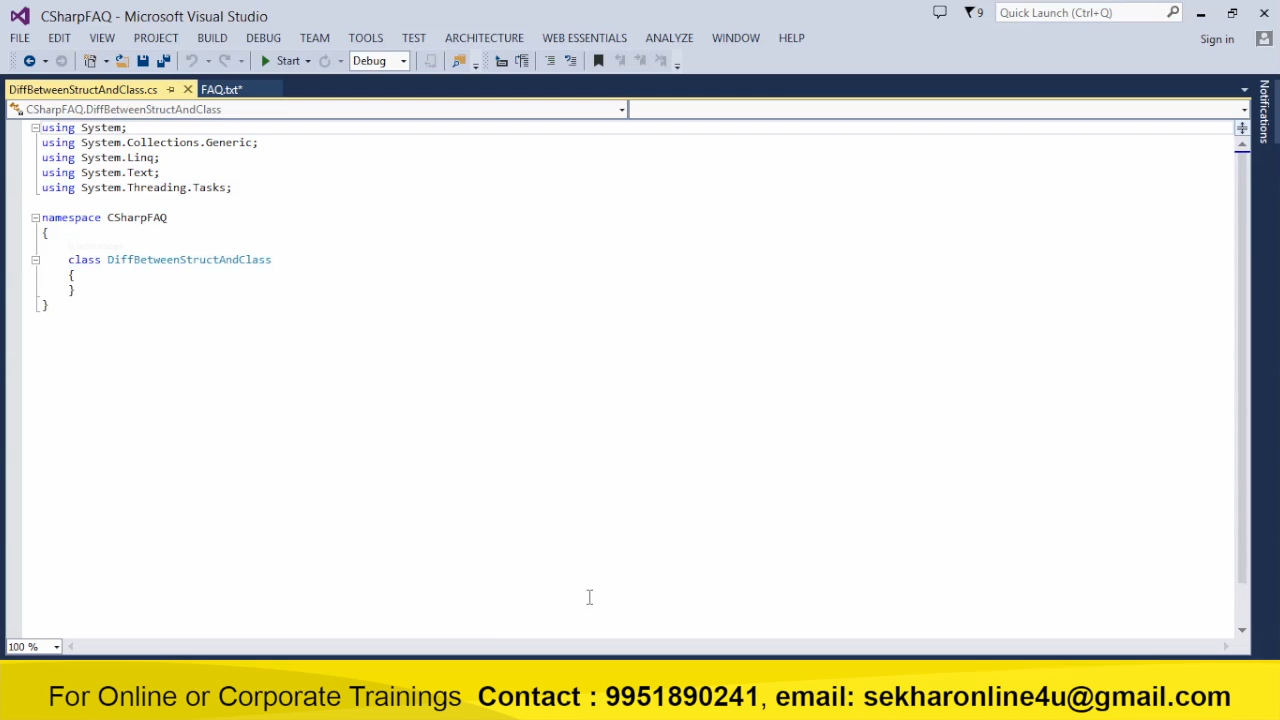 CSharpFAQ - Microsoft Visual Studio
9
Quick Launch (Ctrl+Q)
FILE EDIT VIEW PROJECT BUILD DEBUG TEAM TOOLS TEST ARCHITECTURE WEB ESSENTIALS ANALYZE WINDOW HELP
Sign in
Start Debug
DiffBetweenStructAndClass.cs FAQ.txt*
CSharpFAQ.DiffBetweenStructAndClass
Notifications
using System;
using System.Collections.Generic;
using System.Linq;
using System.Text;
using System.Threading.Tasks;
namespace CSharpFAQ
{
class DiffBetweenStructAndClass
{
}
}
100 %
For Online or Corporate Trainings Contact : 9951890241, email: sekharonline4u@gmail.com